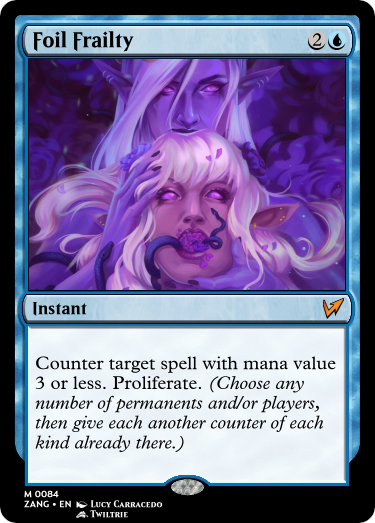 Foil Frailty 2
Instant
Counter target spell with mana value
3 or less. Proliferate. (Choose any
number of permanents and/or players,
then give each another counter of each
kind already there.)
M 0084
ZANG • EN Lucy Carracedo
Twiltrie